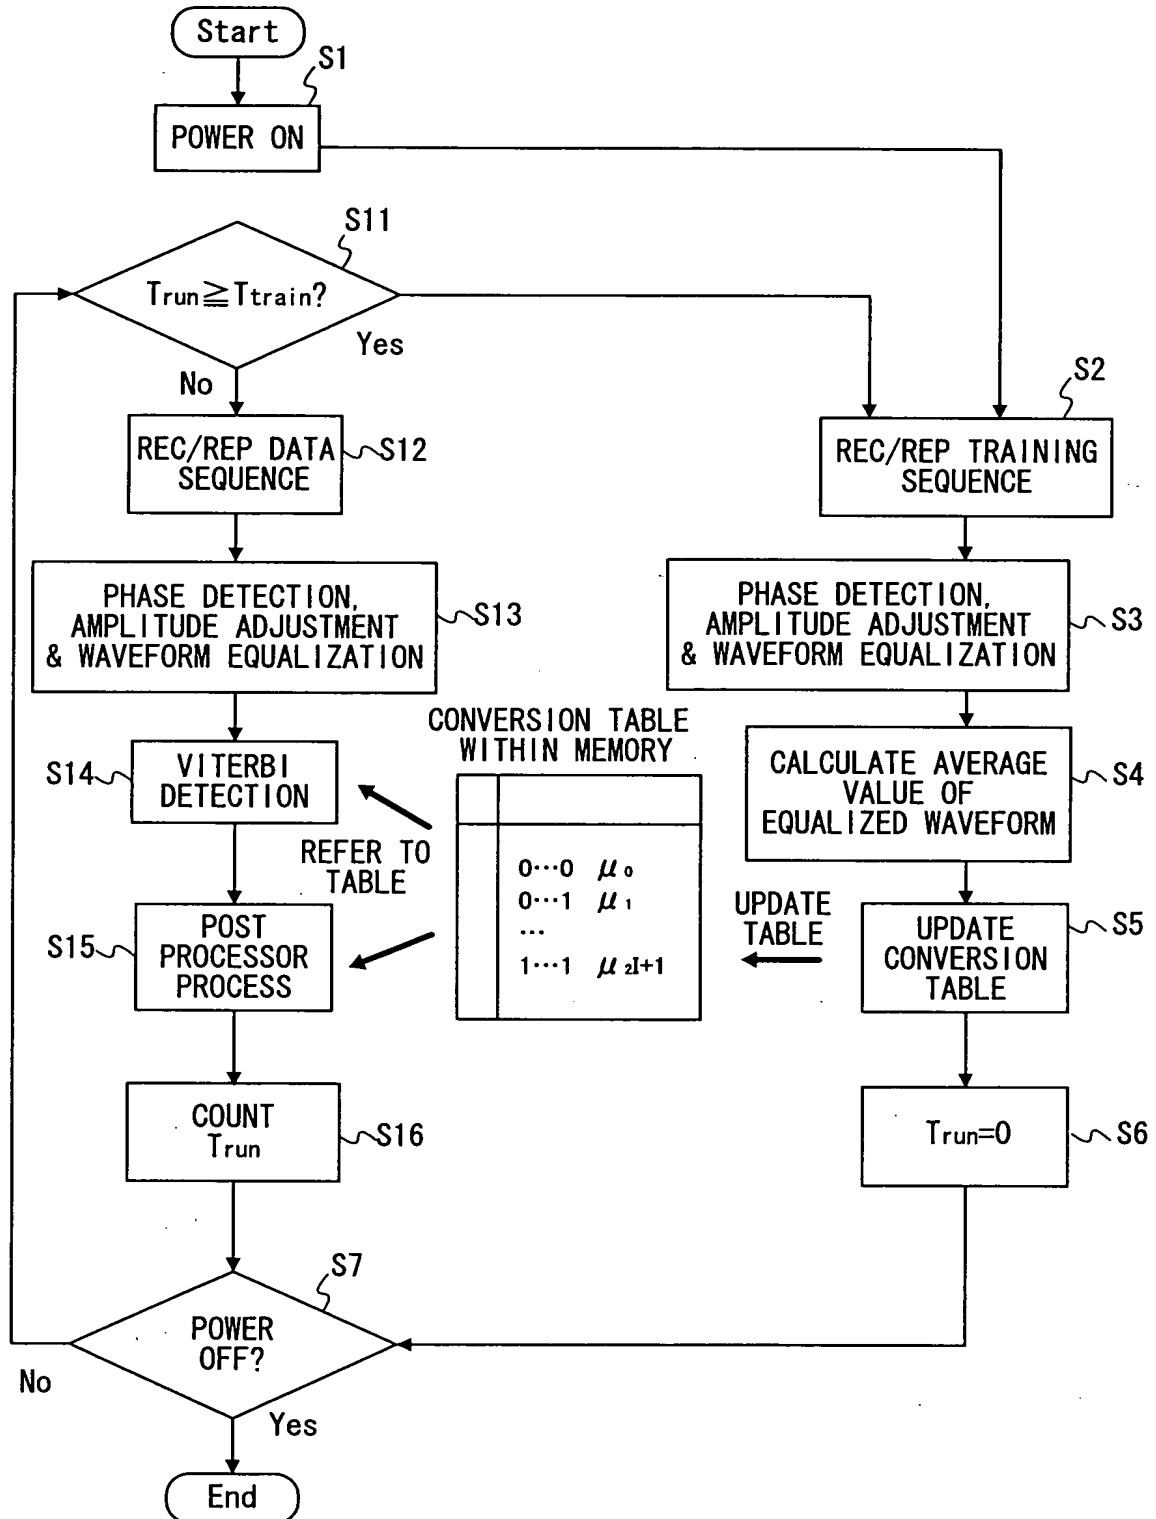 Start
S1
POWER ON
S11
Trun≧Ttrain?
Yes
No
S2
REC/REP TRAINING
SEQUENCE
REC/REP DATA
SEQUENCE
S12
PHASE DETECTION,
AMPLITUDE ADJUSTMENT
& WAVEFORM EQUALIZATION
S13
PHASE DETECTION,
AMPLITUDE ADJUSTMENT
& WAVEFORM EQUALIZATION
S3
CONVERSION TABLE
WITHIN MEMORY
S14
VITERBI
DETECTION
CALCULATE AVERAGE
VALUE OF
EQUALIZED WAVEFORM
S4
REFER TO
TABLE
0···0 μ0
0···1 μ1
···
1···1 μ2I+1
UPDATE
TABLE
S15
POST
PROCESSOR
PROCESS
UPDATE
CONVERSION
TABLE
S5
COUNT
Trun
S16
Trun=0
S6
S7
POWER
OFF?
No
Yes
End